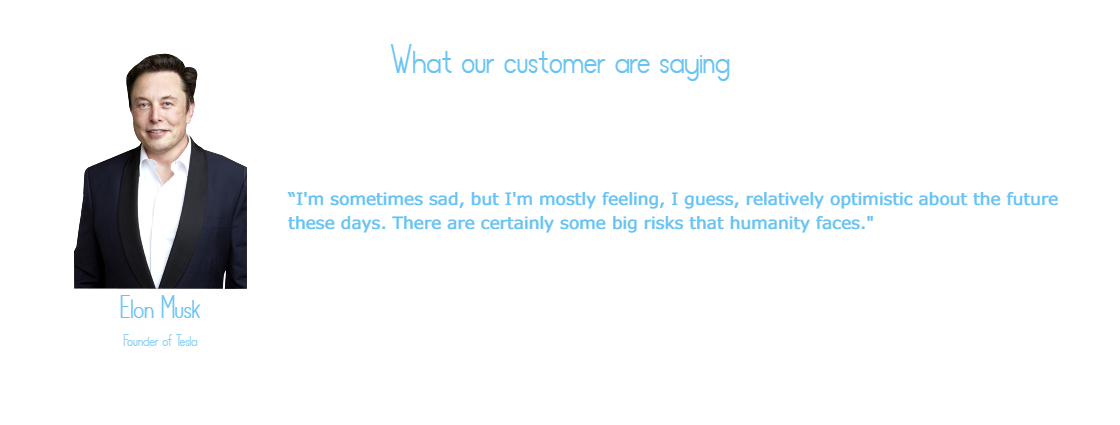 What our customer are saying
“I'm sometimes sad, but I'm mostly feeling, I guess, relatively optimistic about the future
these days. There are certainly some big risks that humanity faces."
Elon Musk
Founder of Tesla